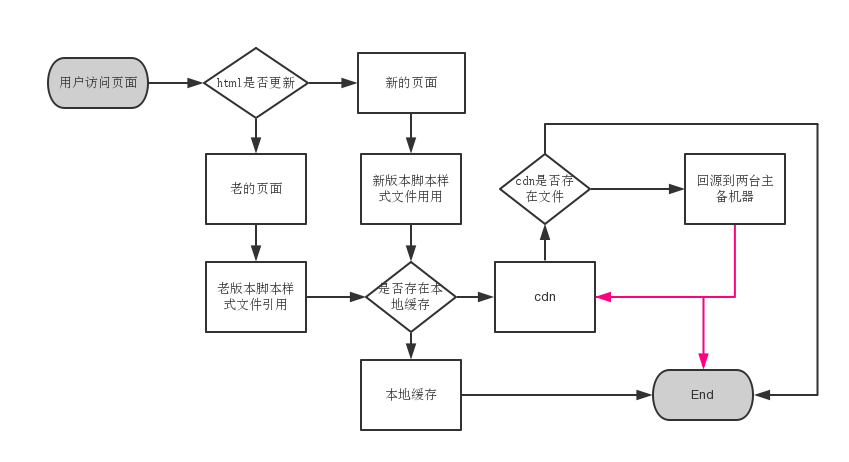 用户访问页面
html是否更新
新的页面
老的页面
新版本脚本样
式文件用用
cdn是否存
在文件
回源到两台主
备机器
老版本脚本样
式文件引用
是否存在本
地缓存
cdn
本地缓存
End